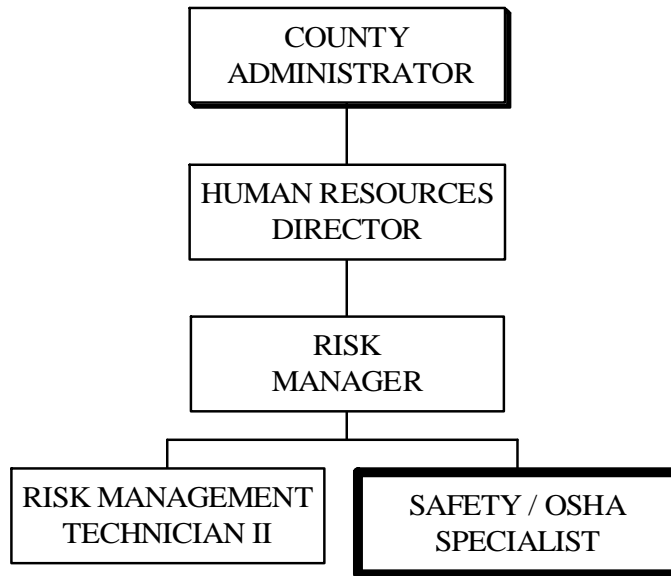 COUNTY
ADMINISTRATOR
HUMAN RESOURCES
DIRECTOR
RISK
MANAGER
RISK MANAGEMENT
TECHNICIAN II
SAFETY / OSHA
SPECIALIST